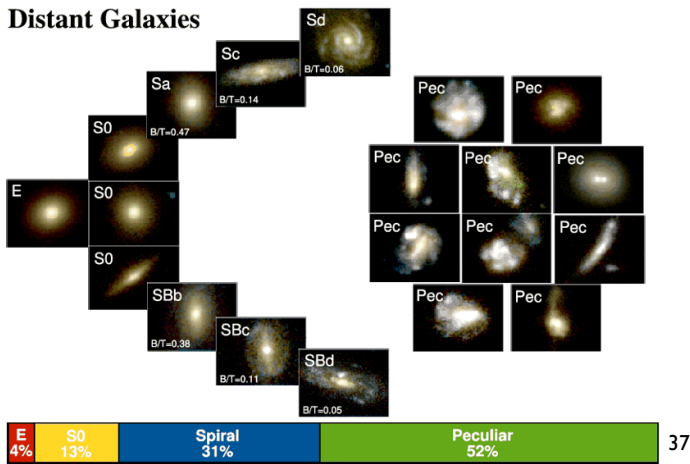 Distant Galaxies
Sd
B/T=0.06
Sc
B/T=0.14
Sa
B/T=0.47
S0
E
S0
S0
SBb
B/T=0.38
SBc
B/T=0.11
SBd
B/T=0.05
Pec
Pec
Pec
Pec
Pec
Pec
Pec
Pec
Pec
Pec
E
4%
S0
13%
Spiral
31%
Peculiar
52%
37